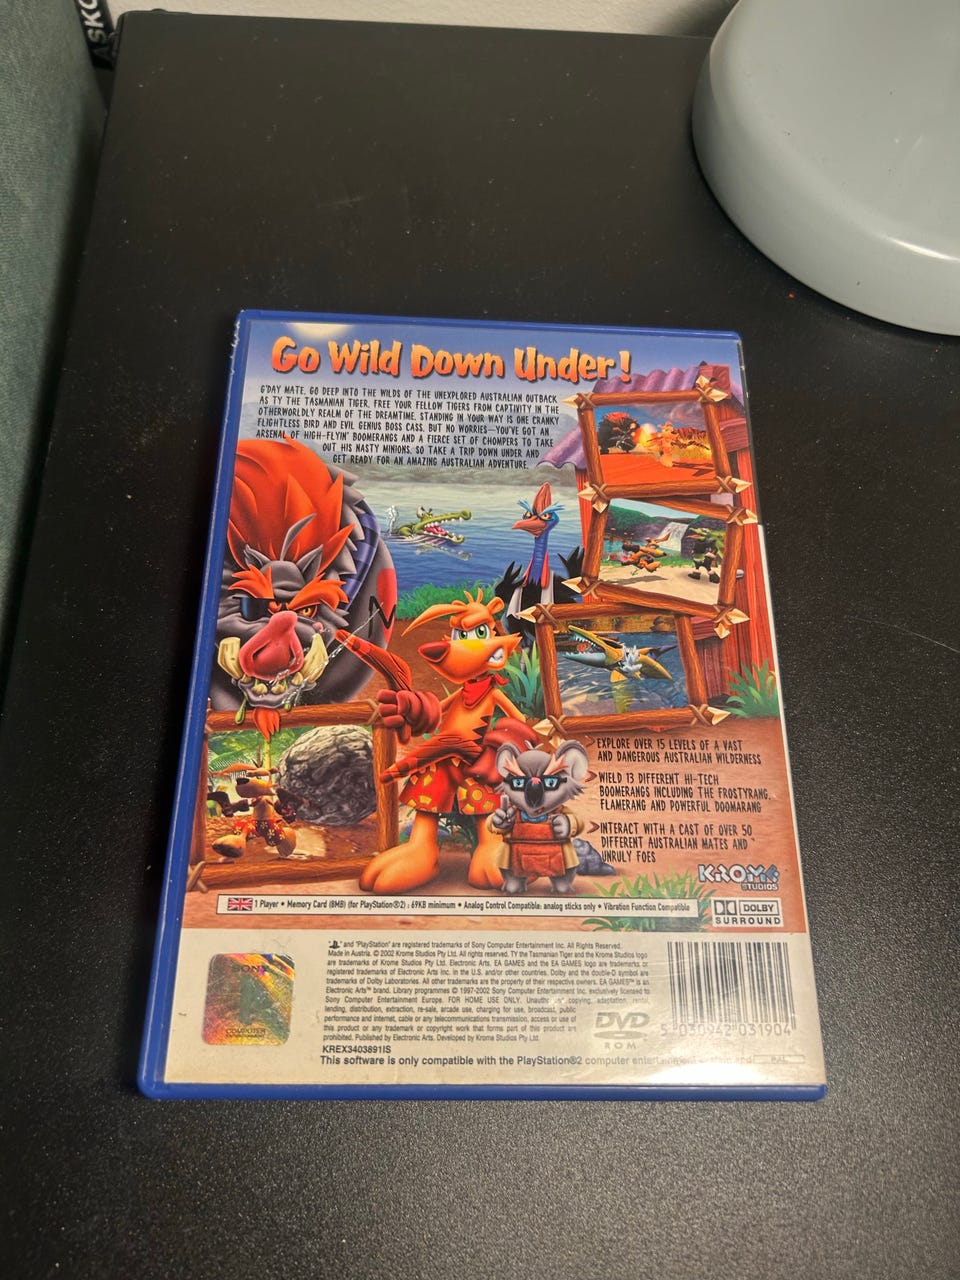 ASKO
Go Wild Down Under!
G'DAY MATE. GO DEEP INTO THE WILDS OF THE UNEXPLORED AUSTRALIAN OUTBACK
AS TY THE TASMANIAN TIGER. FREE YOUR FELLOW TIGERS FROM CAPTIVITY IN THE
OTHERWORLDLY REALM OF THE DREAMTIME. STANDING IN YOUR WAY IS ONE CRANKY
FLIGHTLESS BIRD AND EVIL GENIUS BOSS CASS. BUT NO WORRIES—YOU'VE GOT AN
ARSENAL OF HIGH-FLYIN' BOOMERANGS AND A FIERCE SET OF CHOMPERS TO TAKE
OUT HIS NASTY MINIONS. SO TAKE A TRIP DOWN UNDER AND
GET READY FOR AN AMAZING AUSTRALIAN ADVENTURE.
EXPLORE OVER 15 LEVELS OF A VAST
AND DANGEROUS AUSTRALIAN WILDERNESS
WIELD 13 DIFFERENT HI-TECH
BOOMERANGS INCLUDING THE FROSTYRANG,
FLAMERANG AND POWERFUL DOOMARANG
INTERACT WITH A CAST OF OVER 50
DIFFERENT AUSTRALIAN MATES AND
UNRULY FOES
KROME
STUDIOS
1 Player • Memory Card (8MB) (for PlayStation®2) : 69KB minimum • Analog Control Compatible: analog sticks only • Vibration Function Compatible
DOLBY
SURROUND
SONY
COMPUTER
" and "PlayStation" are registered trademarks of Sony Computer Entertainment Inc. All Rights Reserved.
Made in Austria. © 2002 Krome Studios Pty Ltd. All Rights Reserved. TY the Tasmanian Tiger and the Krome Studios logo
are trademarks of Krome Studios Pty Ltd. Electronic Arts, EA GAMES and the EA GAMES logo are trademarks or
registered trademarks of Electronic Arts Inc. in the U.S. and/or other countries. Dolby and the double-D symbol are
trademarks of Dolby Laboratories. All other trademarks are the property of their respective owners. EA GAMES™ is an
Electronic Arts™ brand. Library programmes © 1997-2002 Sony Computer Entertainment Inc. exclusively licensed to
Sony Computer Entertainment Europe. FOR HOME USE ONLY. copying, adaptation, rental,
lending, distribution, extraction, re-sale, arcade use, charging for use, broadcast, public
performance and internet, cable or any telecommunications transmission, access or use of
this product or any trademark or copyright work that forms part of this product are
prohibited. Published by Electronic Arts. Developed by Krome Studios Pty Ltd.
KREX3403891IS
This software is only compatible with the PlayStation®2 computer and PAL
DVD
ROM
5 030942 031904